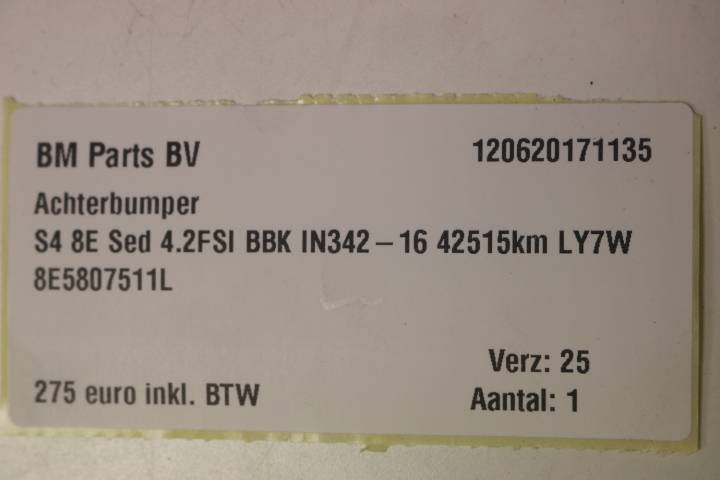 BM Parts BV 120620171135
Achterbumper
S4 8E Sed 4.2FSI BBK IN342 – 16 42515km LY7W
8E5807511L
Verz: 25
275 euro inkl. BTW Aantal: 1